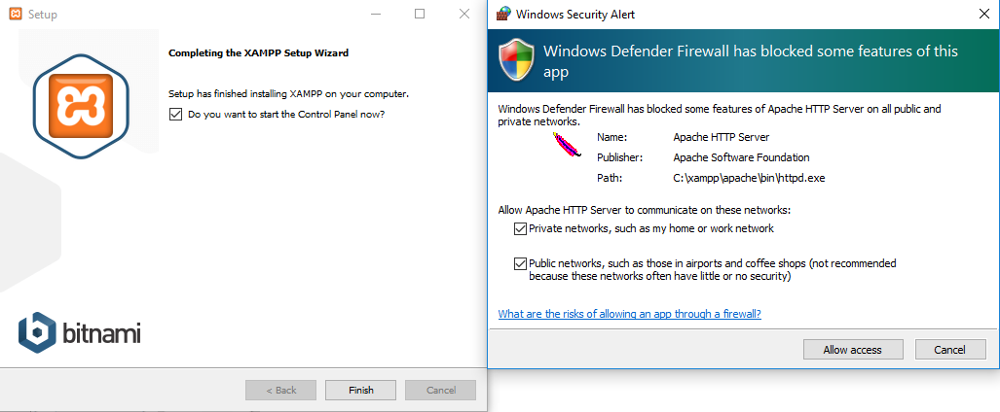 Setup
Completing the XAMPP Setup Wizard
Setup has finished installing XAMPP on your computer.
Do you want to start the Control Panel now?
bitnami
< Back
Finish
Cancel
Windows Security Alert
Windows Defender Firewall has blocked some features of this
app
Windows Defender Firewall has blocked some features of Apache HTTP Server on all public and
private networks.
Name: Apache HTTP Server
Publisher: Apache Software Foundation
Path: C:\xampp\apache\bin\httpd.exe
Allow Apache HTTP Server to communicate on these networks:
Private networks, such as my home or work network
Public networks, such as those in airports and coffee shops (not recommended
because these networks often have little or no security)
What are the risks of allowing an app through a firewall?
Allow access
Cancel